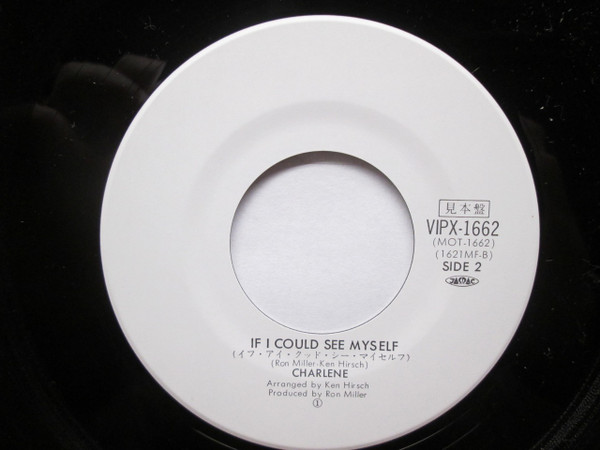 見本盤
VIPX-1662
(MOT-1662)
(1621MF-B)
SIDE 2
JASRAC
IF I COULD SEE MYSELF
(イフ・アイ・クッド・シー・マイセルフ)
(Ron Miller-Ken Hirsch)
CHARLENE
Arranged by Ken Hirsch
Produced by Ron Miller
①